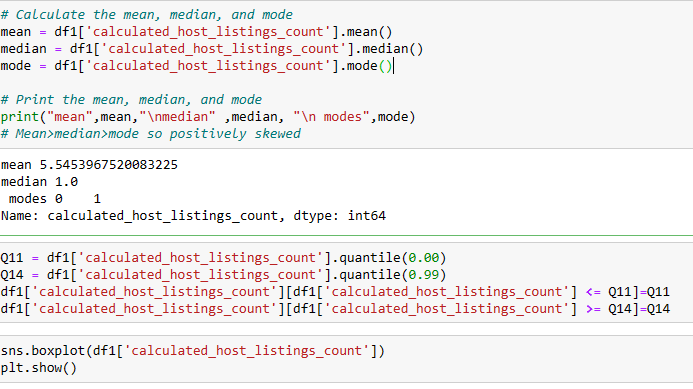 # Calculate the mean, median, and mode
mean = df1['calculated_host_listings_count'].mean()
median = df1['calculated_host_listings_count'].median()
mode = df1['calculated_host_listings_count'].mode()
# Print the mean, median, and mode
print("mean",mean,"\nmedian" ,median, "\n modes",mode)
# Mean>median>mode so positively skewed
mean 5.5453967520083225
median 1.0
 modes 0    1
Name: calculated_host_listings_count, dtype: int64
Q11 = df1['calculated_host_listings_count'].quantile(0.00)
Q14 = df1['calculated_host_listings_count'].quantile(0.99)
df1['calculated_host_listings_count'][df1['calculated_host_listings_count'] <= Q11]=Q11
df1['calculated_host_listings_count'][df1['calculated_host_listings_count'] >= Q14]=Q14
sns.boxplot(df1['calculated_host_listings_count'])
plt.show()